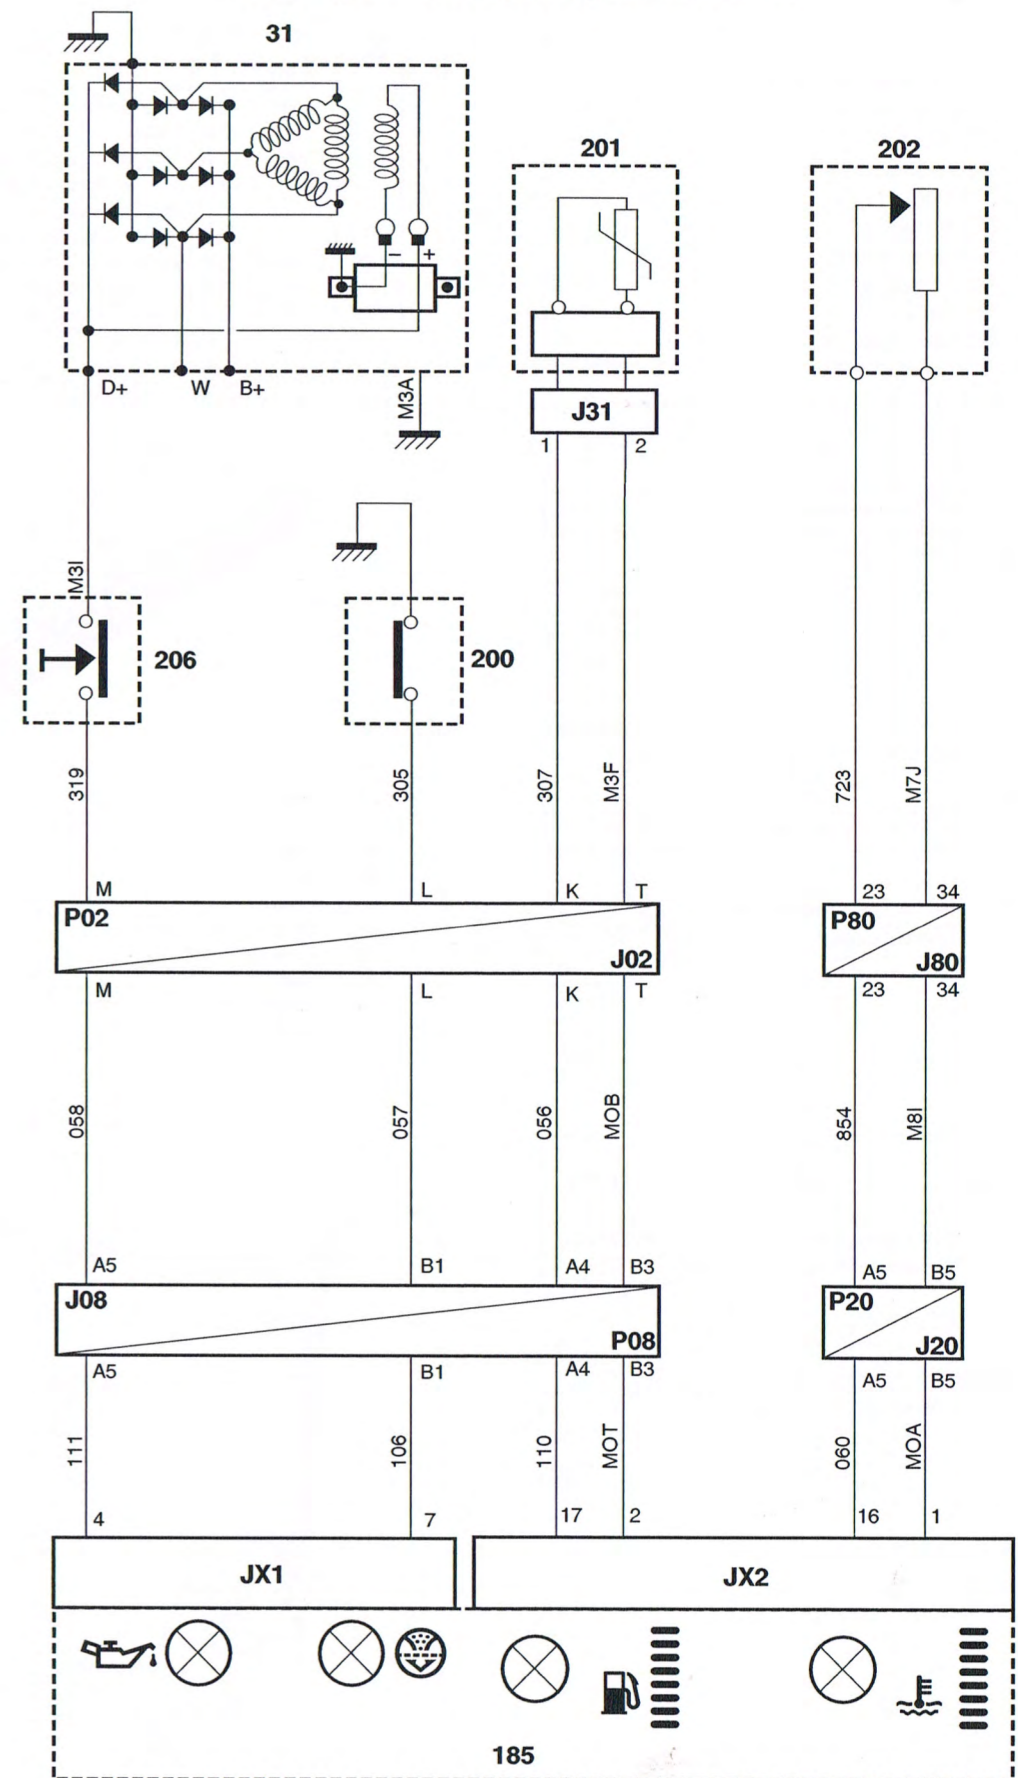 31
201
202
− +
D+ W B+
M3A
J31
1 2
M3I
206
200
319
305
307
M3F
723
M7J
M L K T
23 34
P02
J02
P80
J80
M L K T
23 34
058
057
056
MOB
854
M8I
A5 B1 A4 B3
A5 B5
J08
P08
P20
J20
A5 B1 A4 B3
A5 B5
111
106
110
MOT
060
MOA
4 7 17 2 16 1
JX1
JX2
185